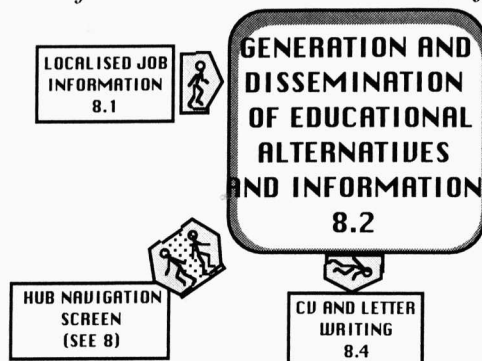 LOCALISED JOB
INFORMATION
8.1
GENERATION AND
DISSEMINATION
OF EDUCATIONAL
ALTERNATIVES
AND INFORMATION
8.2
HUB NAVIGATION
SCREEN
(SEE 8)
CV AND LETTER
WRITING
8.4